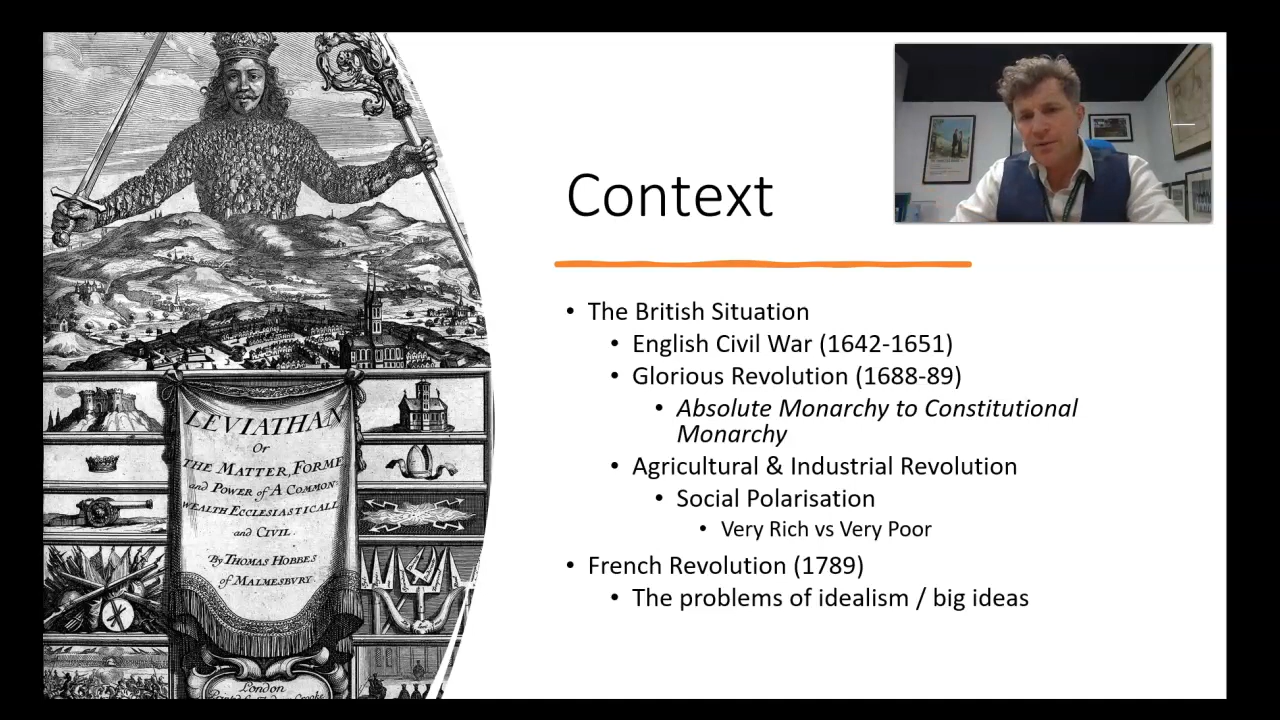 Context
The British Situation
English Civil War (1642-1651)
Glorious Revolution (1688-89)
Absolute Monarchy to Constitutional
Monarchy
Agricultural & Industrial Revolution
Social Polarisation
Very Rich vs Very Poor
French Revolution (1789)
The problems of idealism / big ideas
LEVIATHAN
Or
THE MATTER, FORME
and POWER of A COMMON-
WEALTH ECCLESIASTICALL
and CIVIL.
By THOMAS HOBBES
of MALMESBURY.
London